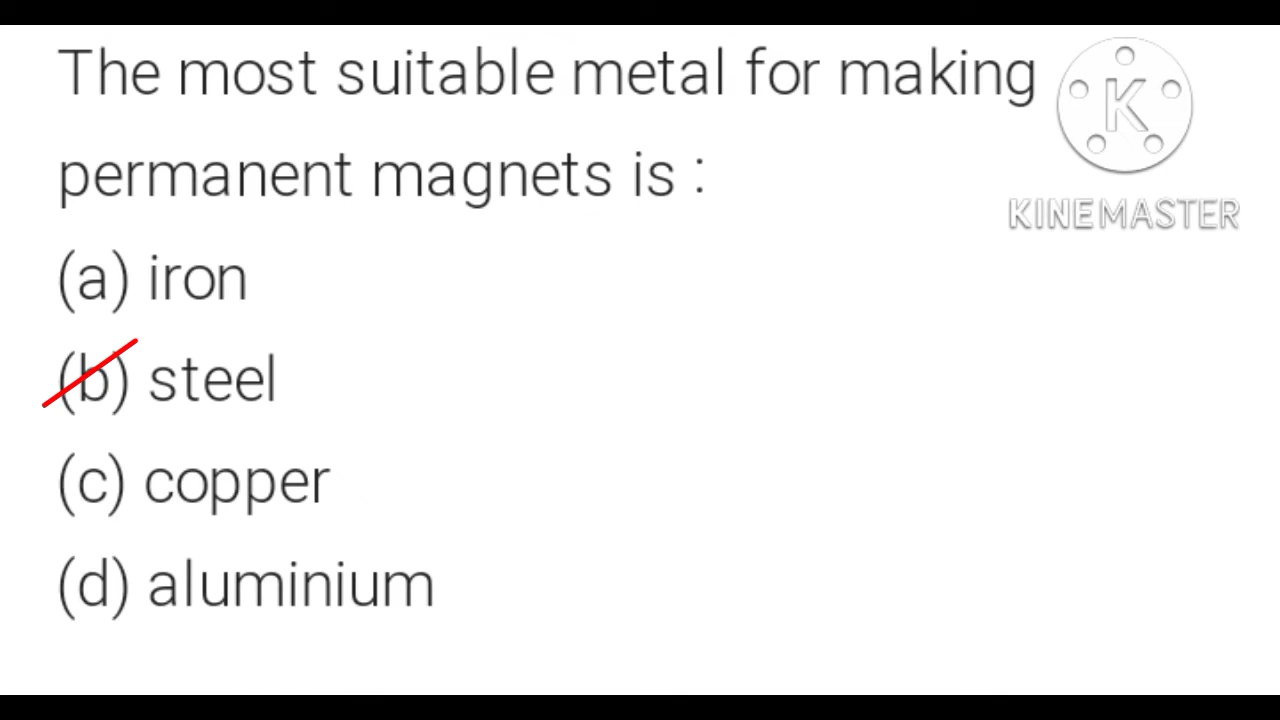 The most suitable metal for making
permanent magnets is :
(a) iron
(b) steel
(c) copper
(d) aluminium
K
KINEMASTER